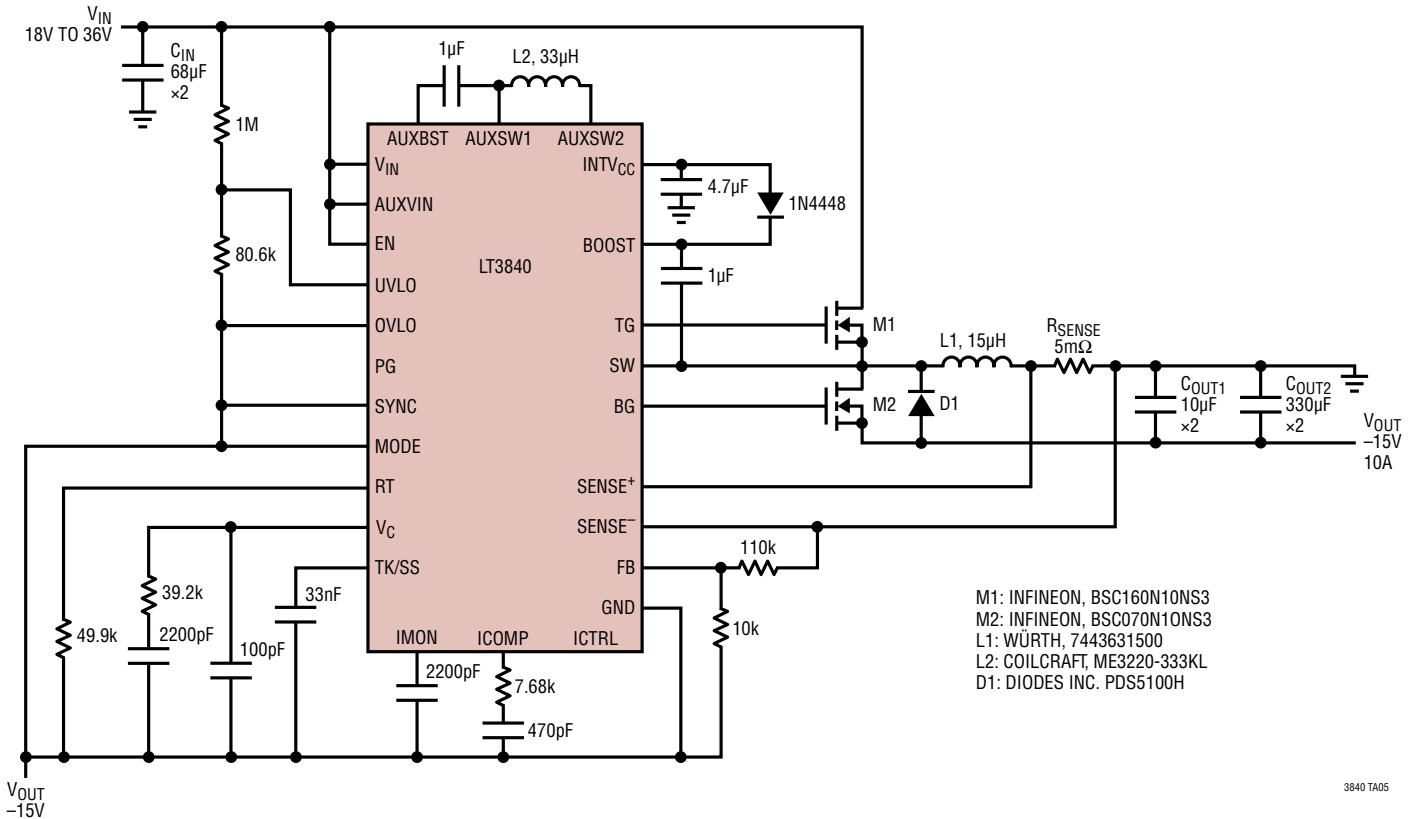 VIN
18V TO 36V
CIN
68µF
×2
1M
80.6k
1µF
L2, 33µH
AUXBST
AUXSW1
AUXSW2
VIN
AUXVIN
EN
UVLO
OVLO
PG
SYNC
MODE
RT
VC
TK/SS
IMON
ICOMP
ICTRL
LT3840
INTVCC
BOOST
TG
SW
BG
SENSE+
SENSE–
FB
GND
4.7µF
1N4448
1µF
M1
M2
D1
L1, 15µH
RSENSE
5mΩ
COUT1
10µF
×2
COUT2
330µF
×2
VOUT
–15V
10A
110k
10k
49.9k
39.2k
2200pF
100pF
33nF
2200pF
7.68k
470pF
VOUT
–15V
M1: INFINEON, BSC160N10NS3
M2: INFINEON, BSC070N1ONS3
L1: WÜRTH, 7443631500
L2: COILCRAFT, ME3220-333KL
D1: DIODES INC. PDS5100H
3840 TA05